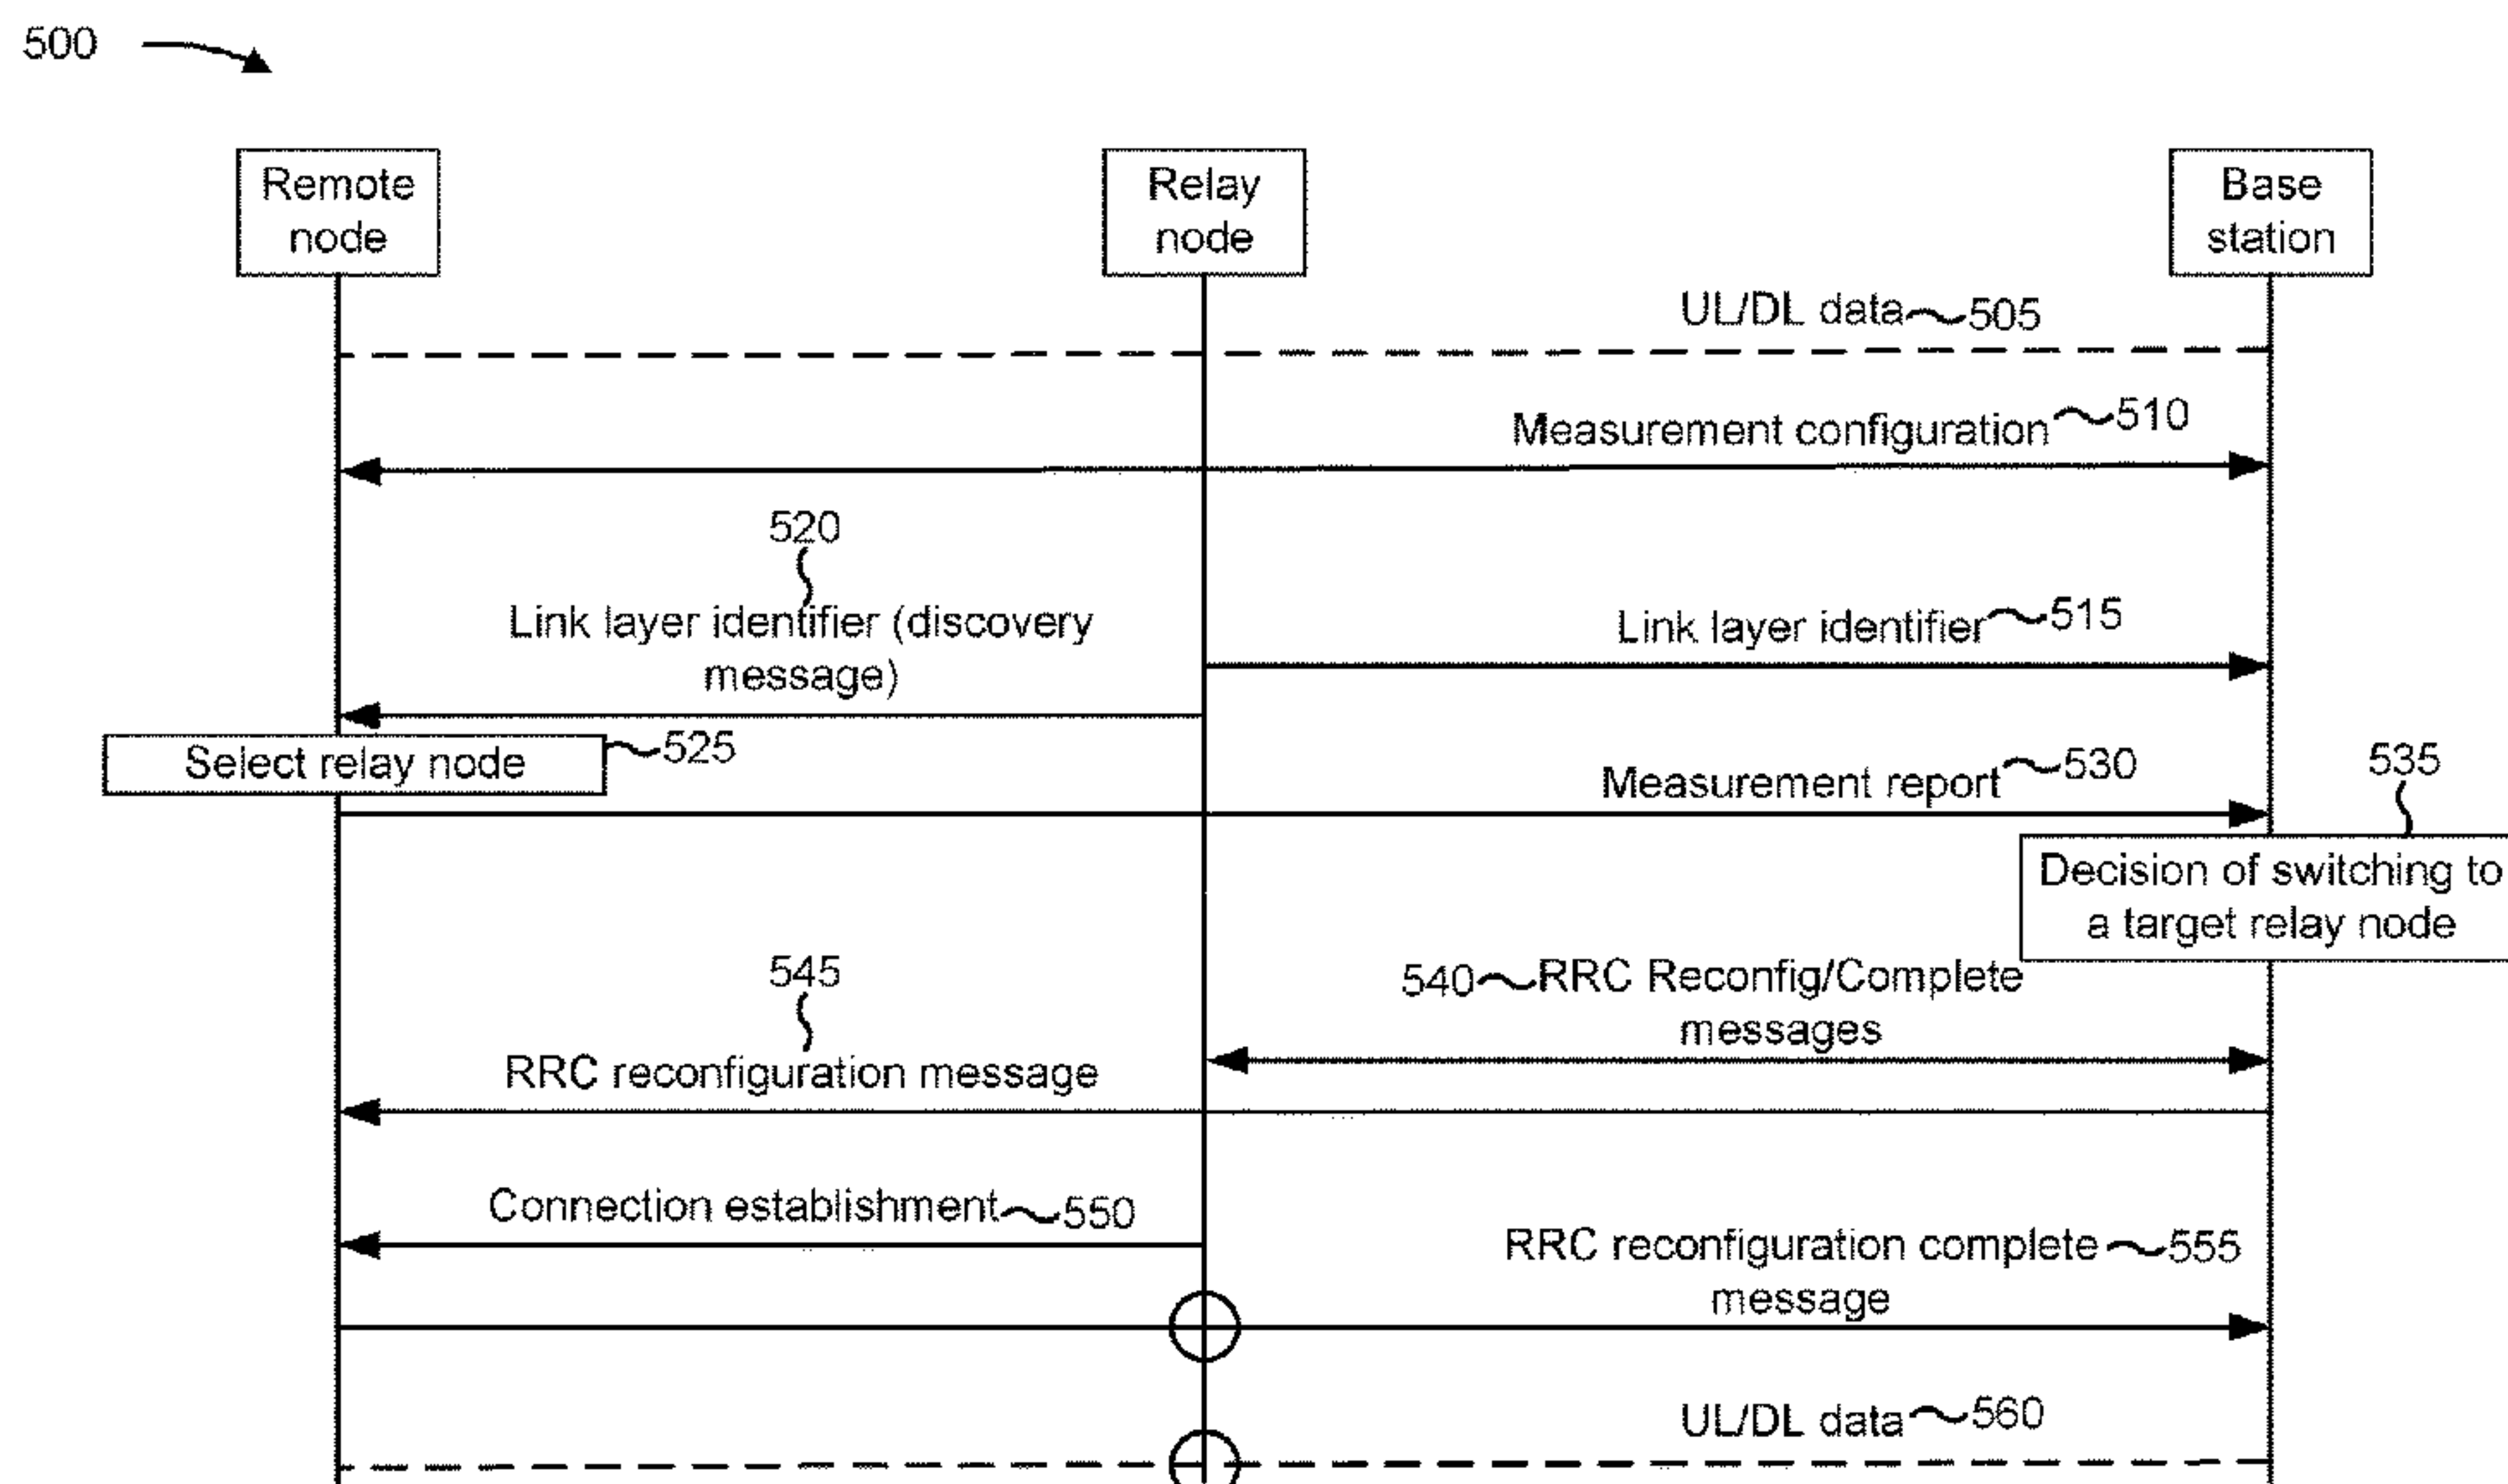 500
Remote
node
Relay
node
Base
station
UL/DL data 505
Measurement configuration 510
520
Link layer identifier (discovery
message)
Link layer identifier 515
Select relay node 525
Measurement report 530
535
Decision of switching to
a target relay node
540 RRC Reconfig/Complete
messages
545
RRC reconfiguration message
Connection establishment 550
RRC reconfiguration complete 555
message
UL/DL data 560